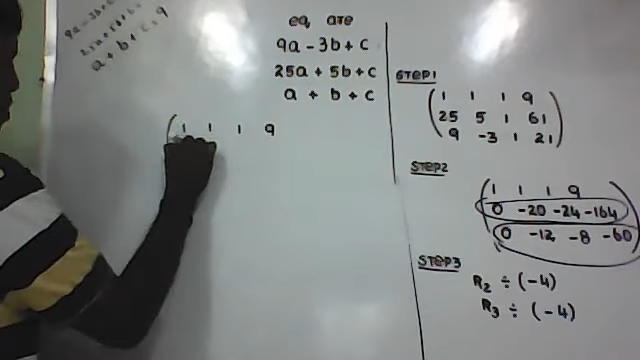 9a - 3b + c
25a + 5b + c
a + b + c = 9
eq are
9a - 3b + c
25a + 5b + c
a + b + c
1 1 1 9
STEP1
1 1 1 9
25 5 1 61
9 -3 1 21
STEP2
1 1 1 9
0 -20 -24 -164
0 -12 -8 -60
STEP3
R2 ÷ (-4)
R3 ÷ (-4)